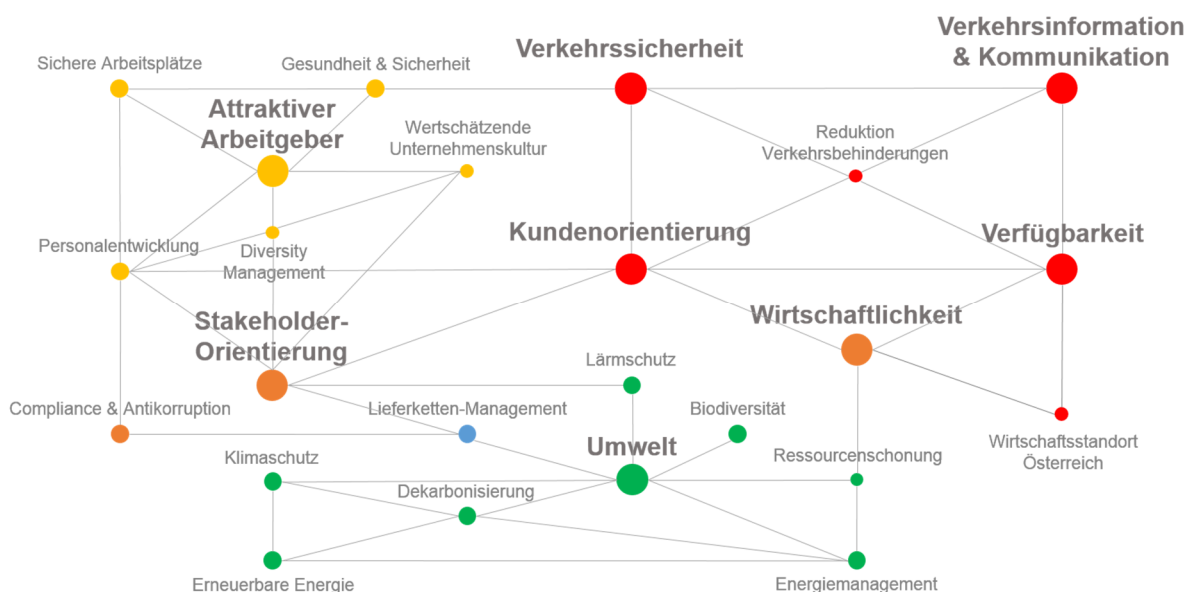 Verkehrsinformation
& Kommunikation
Verkehrssicherheit
Sichere Arbeitsplätze
Gesundheit & Sicherheit
Attraktiver
Arbeitgeber
Wertschätzende
Unternehmenskultur
Reduktion
Verkehrsbehinderungen
Personalentwicklung
Diversity
Management
Kundenorientierung
Verfügbarkeit
Stakeholder-
Orientierung
Wirtschaftlichkeit
Lärmschutz
Compliance & Antikorruption
Lieferketten-Management
Biodiversität
Umwelt
Wirtschaftsstandort
Österreich
Klimaschutz
Ressourcenschonung
Dekarbonisierung
Erneuerbare Energie
Energiemanagement